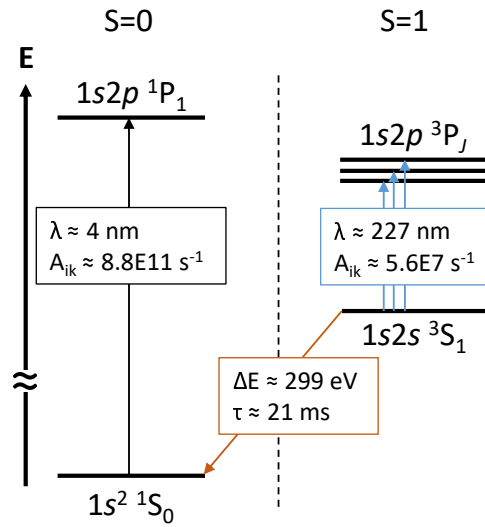 S=0
S=1
E
1s2p ¹P₁
1s2p ³P_J
λ ≈ 4 nm
A_ik ≈ 8.8E11 s⁻¹
λ ≈ 227 nm
A_ik ≈ 5.6E7 s⁻¹
1s2s ³S₁
ΔE ≈ 299 eV
τ ≈ 21 ms
1s² ¹S₀